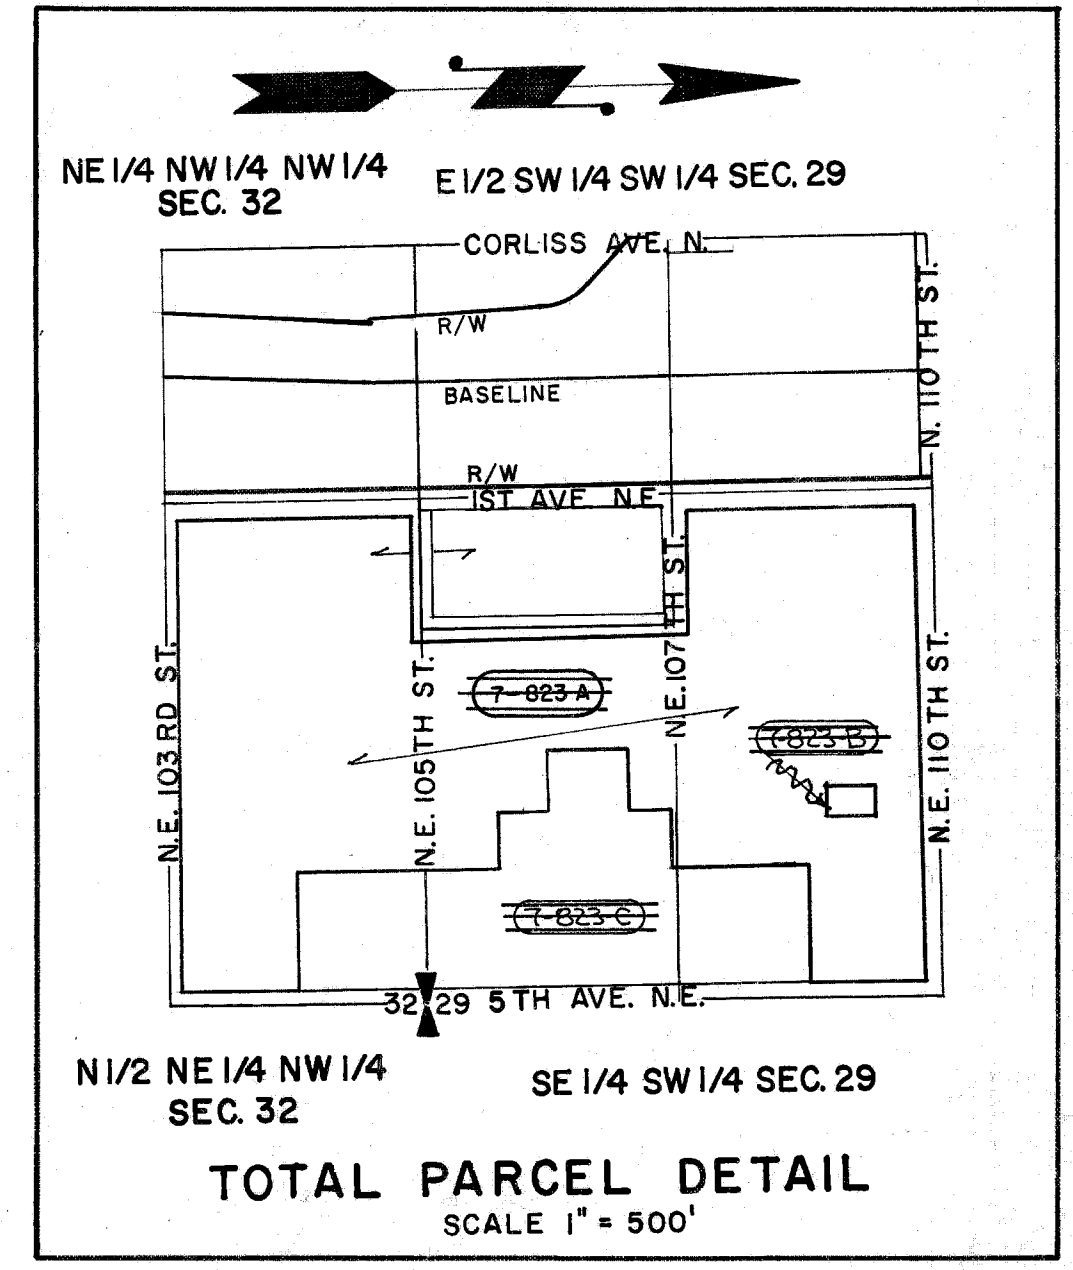 NE 1/4 NW 1/4 NW 1/4
SEC. 32
E 1/2 SW 1/4 SW 1/4 SEC. 29
CORLISS AVE. N.
N. 110TH ST.
R/W
BASELINE
R/W
1ST AVE. N.E.
N.E. 103RD ST.
N.E. 105TH ST.
N.E. 107TH ST.
N.E. 110TH ST.
7-823-A
7-823-B
7-823-C
32 29 5TH AVE. N.E.
N 1/2 NE 1/4 NW 1/4
SEC. 32
SE 1/4 SW 1/4 SEC. 29
TOTAL PARCEL DETAIL
SCALE 1" = 500'